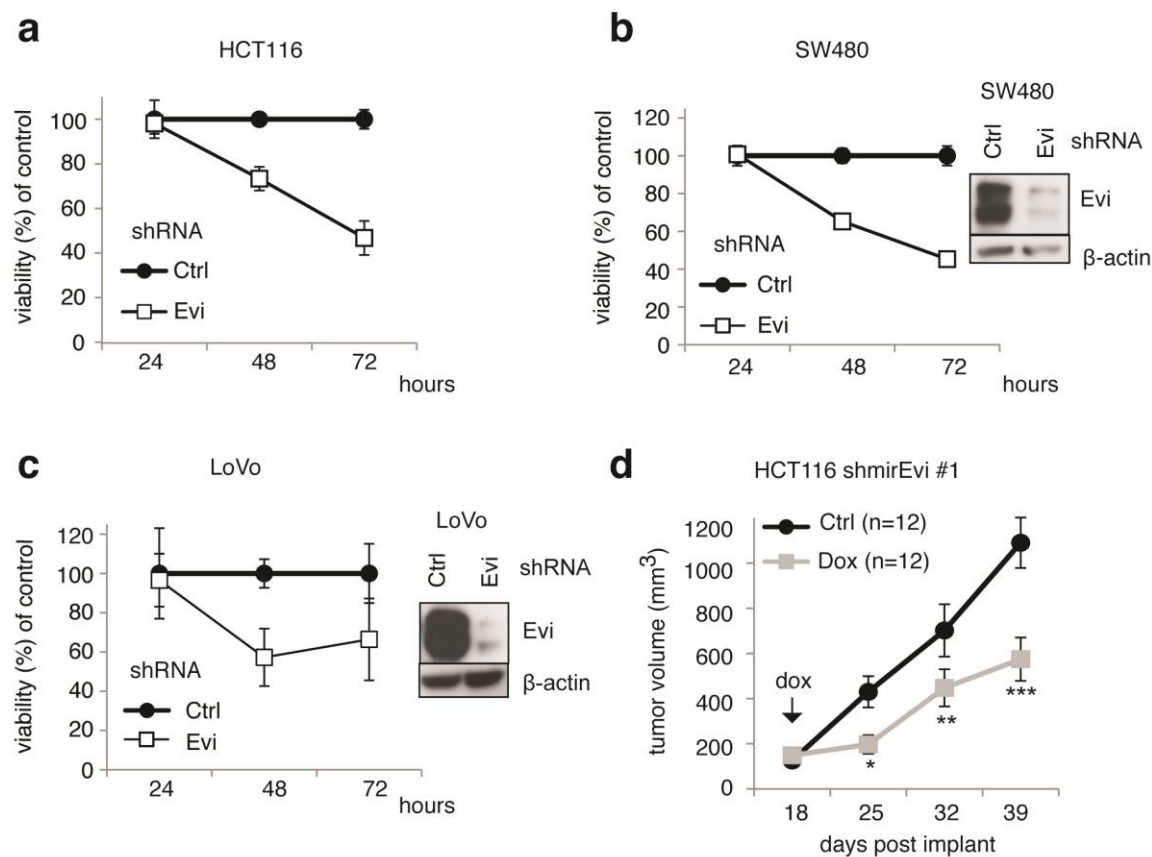 a
HCT116
viability (%) of control
100
80
60
40
20
0
shRNA
Ctrl
Evi
24 48 72
hours
b
SW480
viability (%) of control
120
100
80
60
40
20
0
shRNA
Ctrl
Evi
24 48 72
hours
SW480
Ctrl Evi shRNA
Evi
β-actin
c
LoVo
viability (%) of control
120
100
80
60
40
20
0
shRNA
Ctrl
Evi
24 48 72
hours
LoVo
Ctrl Evi shRNA
Evi
β-actin
d
HCT116 shmirEvi #1
tumor volume (mm3)
1200
1000
800
600
400
200
0
Ctrl (n=12)
Dox (n=12)
dox
*
**
***
18 25 32 39
days post implant